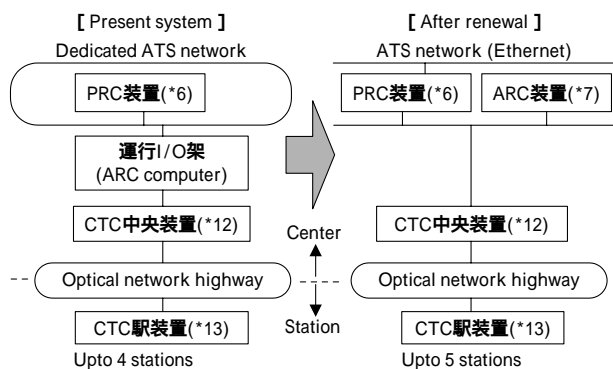 [ Present system ]
Dedicated ATS network
PRC装置(*6)
運行I/O架
(ARC computer)
CTC中央装置(*12)
Optical network highway
CTC駅装置(*13)
Upto 4 stations
Center
Station
[ After renewal ]
ATS network (Ethernet)
PRC装置(*6)
ARC装置(*7)
CTC中央装置(*12)
Optical network highway
CTC駅装置(*13)
Upto 5 stations